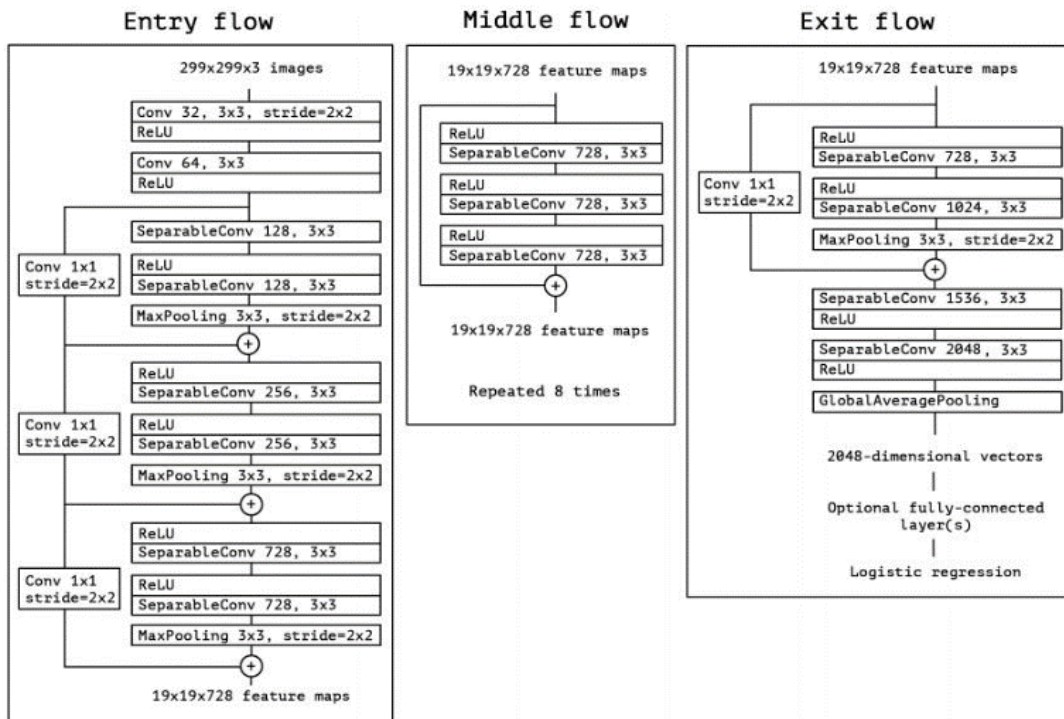 Entry flow
299x299x3 images
Conv 32, 3x3, stride=2x2
ReLU
Conv 64, 3x3
ReLU
SeparableConv 128, 3x3
Conv 1x1
stride=2x2
ReLU
SeparableConv 128, 3x3
MaxPooling 3x3, stride=2x2
+
ReLU
SeparableConv 256, 3x3
Conv 1x1
stride=2x2
ReLU
SeparableConv 256, 3x3
MaxPooling 3x3, stride=2x2
+
ReLU
SeparableConv 728, 3x3
Conv 1x1
stride=2x2
ReLU
SeparableConv 728, 3x3
MaxPooling 3x3, stride=2x2
+
19x19x728 feature maps
Middle flow
19x19x728 feature maps
ReLU
SeparableConv 728, 3x3
ReLU
SeparableConv 728, 3x3
ReLU
SeparableConv 728, 3x3
+
19x19x728 feature maps
Repeated 8 times
Exit flow
19x19x728 feature maps
ReLU
SeparableConv 728, 3x3
Conv 1x1
stride=2x2
ReLU
SeparableConv 1024, 3x3
MaxPooling 3x3, stride=2x2
+
SeparableConv 1536, 3x3
ReLU
SeparableConv 2048, 3x3
ReLU
GlobalAveragePooling
2048-dimensional vectors
Optional fully-connected
layer(s)
Logistic regression